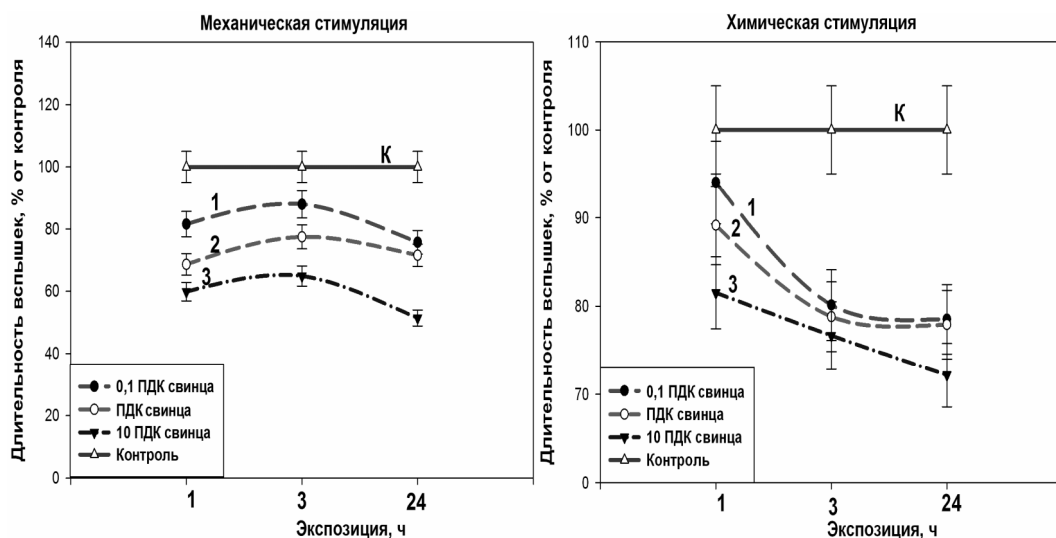 Механическая стимуляция
Длительность вспышек, % от контроля
140
120
100
80
60
40
20
0
К
1
2
3
0,1 ПДК свинца
ПДК свинца
10 ПДК свинца
Контроль
1
3
24
Экспозиция, ч
Химическая стимуляция
Длительность вспышек, % от контроля
110
100
90
80
70
0
К
1
2
3
0,1 ПДК свинца
ПДК свинца
10 ПДК свинца
Контроль
1
3
24
Экспозиция, ч